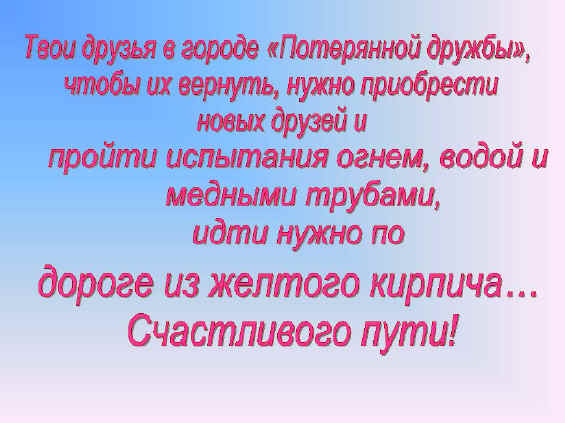 Твои друзья в городе «Потерянной дружбы»,
чтобы их вернуть, нужно приобрести
новых друзей и
пройти испытания огнем, водой и
медными трубами,
идти нужно по
дороге из желтого кирпича...
Счастливого пути!